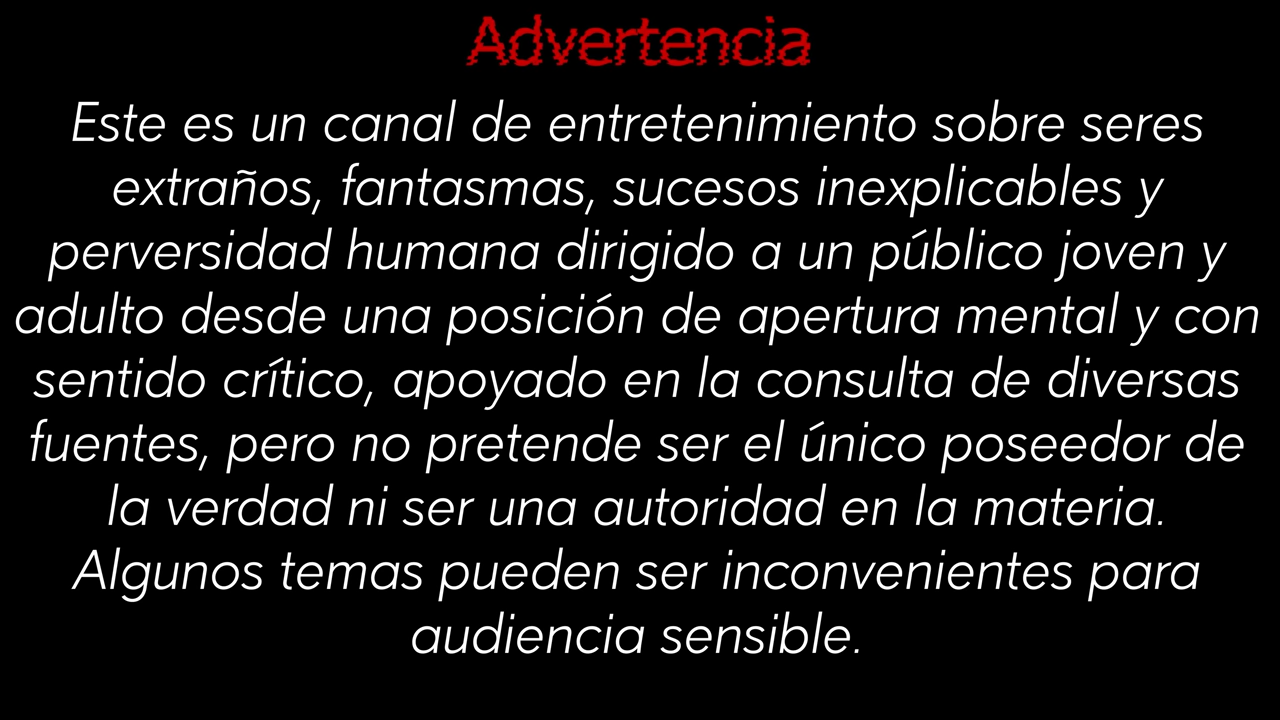 Advertencia
Este es un canal de entretenimiento sobre seres
extraños, fantasmas, sucesos inexplicables y
perversidad humana dirigido a un público joven y
adulto desde una posición de apertura mental y con
sentido crítico, apoyado en la consulta de diversas
fuentes, pero no pretende ser el único poseedor de
la verdad ni ser una autoridad en la materia.
Algunos temas pueden ser inconvenientes para
audiencia sensible.